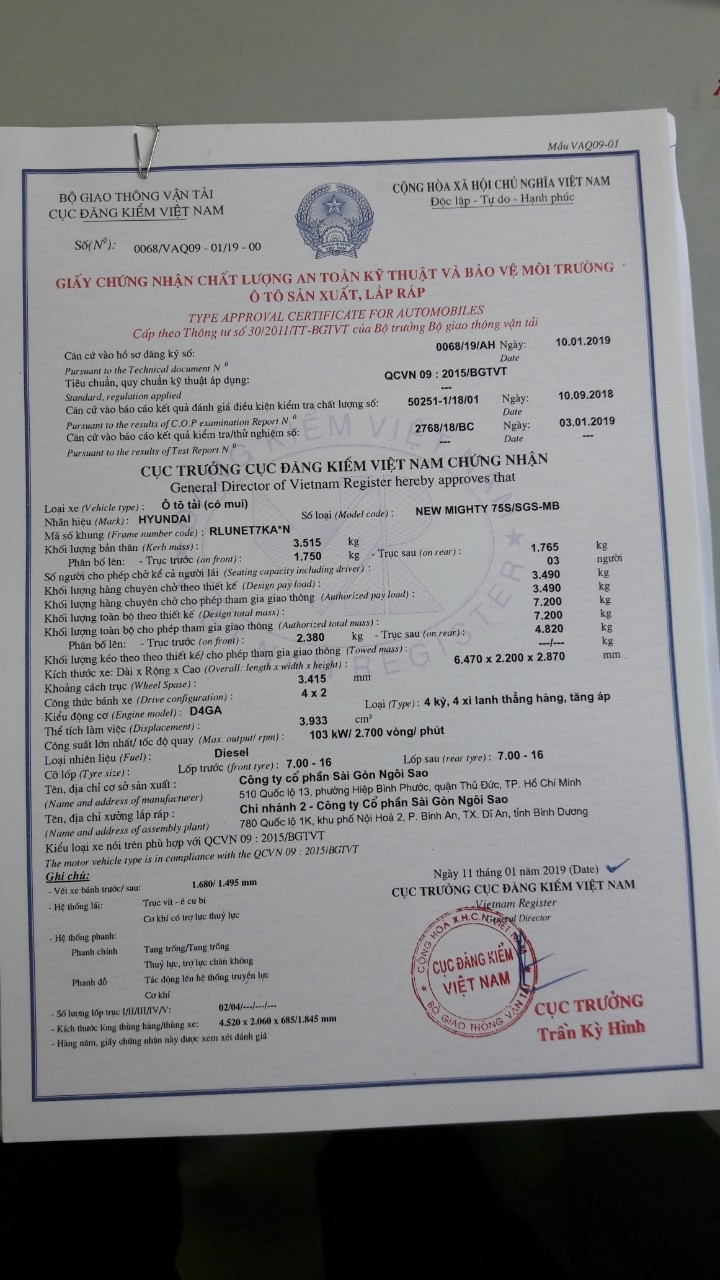 Mẫu VAQ09-01
BỘ GIAO THÔNG VẬN TẢI
CỤC ĐĂNG KIỂM VIỆT NAM
CỘNG HÒA XÃ HỘI CHỦ NGHĨA VIỆT NAM
Độc lập - Tự do - Hạnh phúc
Số(Nº): 0068/VAQ09 - 01/19 - 00
GIẤY CHỨNG NHẬN CHẤT LƯỢNG AN TOÀN KỸ THUẬT VÀ BẢO VỆ MÔI TRƯỜNG
Ô TÔ SẢN XUẤT, LẮP RÁP
TYPE APPROVAL CERTIFICATE FOR AUTOMOBILES
Cấp theo Thông tư số 30/2011/TT-BGTVT của Bộ trưởng Bộ giao thông vận tải
Căn cứ vào hồ sơ đăng ký số: 0068/19/AH Ngày: 10.01.2019
Pursuant to the Technical document N º Date
Tiêu chuẩn, quy chuẩn kỹ thuật áp dụng: QCVN 09 : 2015/BGTVT
Standard, regulation applied ---
Căn cứ vào báo cáo kết quả đánh giá điều kiện kiểm tra chất lượng số: 50251-1/18/01 Ngày: 10.09.2018
Pursuant to the results of C.O.P examination Report N º Date
Căn cứ vào báo cáo kết quả kiểm tra/thử nghiệm số: 2768/18/BC Ngày: 03.01.2019
Pursuant to the results of Test Report N º --- Date ---
CỤC TRƯỞNG CỤC ĐĂNG KIỂM VIỆT NAM CHỨNG NHẬN
General Director of Vietnam Register hereby approves that
Loại xe (Vehicle type) : Ô tô tải (có mui)
Nhãn hiệu (Mark) : HYUNDAI Số loại (Model code) : NEW MIGHTY 75S/SGS-MB
Mã số khung (Frame number code) : RLUNET7KA*N
Khối lượng bản thân (Kerb mass) : 3.515 kg
Phân bố lên: - Trục trước (on front) : 1.750 kg - Trục sau (on rear) : 1.765 kg
Số người cho phép chở kể cả người lái (Seating capacity including driver) : 03 người
Khối lượng hàng chuyên chở theo thiết kế (Design pay load) : 3.490 kg
Khối lượng hàng chuyên chở cho phép tham gia giao thông (Authorized pay load) : 3.490 kg
Khối lượng toàn bộ theo thiết kế (Design total mass) : 7.200 kg
Khối lượng toàn bộ cho phép tham gia giao thông (Authorized total mass) : 7.200 kg
Phân bố lên: - Trục trước (on front) : 2.380 kg - Trục sau (on rear) : 4.820 kg
Khối lượng kéo theo theo thiết kế/ cho phép tham gia giao thông (Towed mass) : ---/--- kg
Kích thước xe: Dài x Rộng x Cao (Overall: length x width x height) : 6.470 x 2.200 x 2.870 mm
Khoảng cách trục (Wheel Spase) : 3.415 mm
Công thức bánh xe (Drive configuration) : 4 x 2
Kiểu động cơ (Engine model) : D4GA Loại (Type) : 4 kỳ, 4 xi lanh thẳng hàng, tăng áp
Thể tích làm việc (Displacement) : 3.933 cm³
Công suất lớn nhất/ tốc độ quay (Max. output/ rpm) : 103 kW/ 2.700 vòng/ phút
Loại nhiên liệu (Fuel) : Diesel
Cỡ lốp (Tyre size) : Lốp trước (front tyre) : 7.00 - 16 Lốp sau (rear tyre) : 7.00 - 16
Tên, địa chỉ cơ sở sản xuất : Công ty cổ phần Sài Gòn Ngôi Sao
(Name and address of manufacturer) 510 Quốc lộ 13, phường Hiệp Bình Phước, quận Thủ Đức, TP. Hồ Chí Minh
Tên, địa chỉ xưởng lắp ráp : Chi nhánh 2 - Công ty Cổ phần Sài Gòn Ngôi Sao
(Name and address of assembly plant) 780 Quốc lộ 1K, khu phố Nội Hoá 2, P. Bình An, TX. Dĩ An, tỉnh Bình Dương
Kiểu loại xe nói trên phù hợp với QCVN 09 : 2015/BGTVT
The motor vehicle type is in compliance with the QCVN 09 : 2015/BGTVT
Ghi chú:
- Vết xe bánh trước/ sau: 1.680/ 1.495 mm
- Hệ thống lái: Trục vít - ê cu bi
Cơ khí có trợ lực thuỷ lực
- Hệ thống phanh:
Phanh chính Tang trống/Tang trống
Thuỷ lực, trợ lực chân không
Phanh đỗ Tác động lên hệ thống truyền lực
Cơ khí
- Số lượng lốp trục I/II/III/IV/V: 02/04/---/---/---
- Kích thước lòng thùng hàng/thùng xe: 4.520 x 2.060 x 685/1.845 mm
- Hàng năm, giấy chứng nhận này được xem xét đánh giá
Ngày 11 tháng 01 năm 2019 (Date)
CỤC TRƯỞNG CỤC ĐĂNG KIỂM VIỆT NAM
Vietnam Register
General Director
CỘNG HÒA X.H.C.N VIỆT NAM
CỤC ĐĂNG KIỂM
VIỆT NAM
BỘ GIAO THÔNG VẬN TẢI
CỤC TRƯỞNG
Trần Kỳ Hình